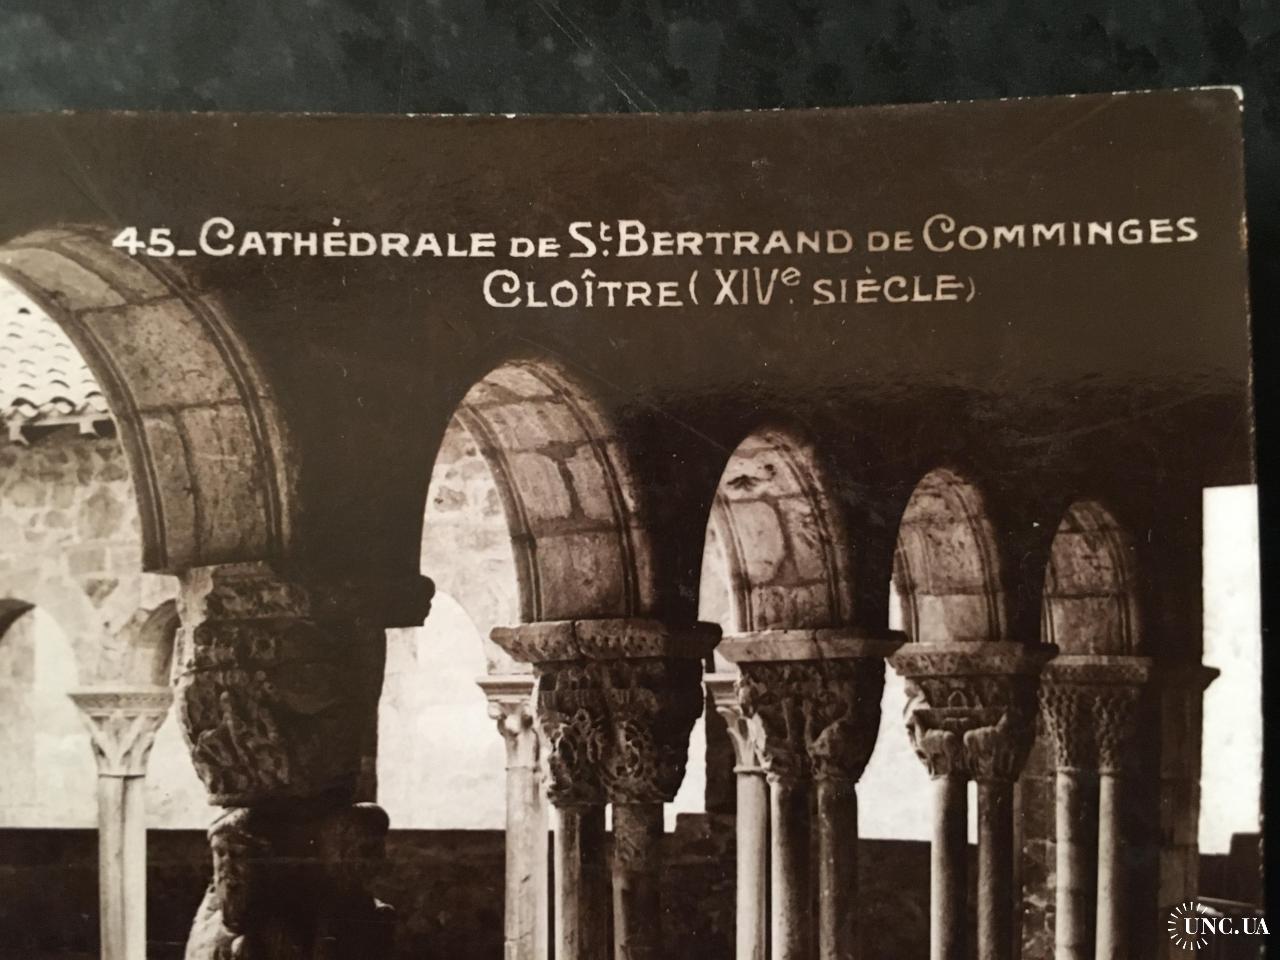 45_CATHÉDRALE DE St. BERTRAND DE COMMINGES
CLOÎTRE (XIVe. SIÈCLE)
UNC.UA